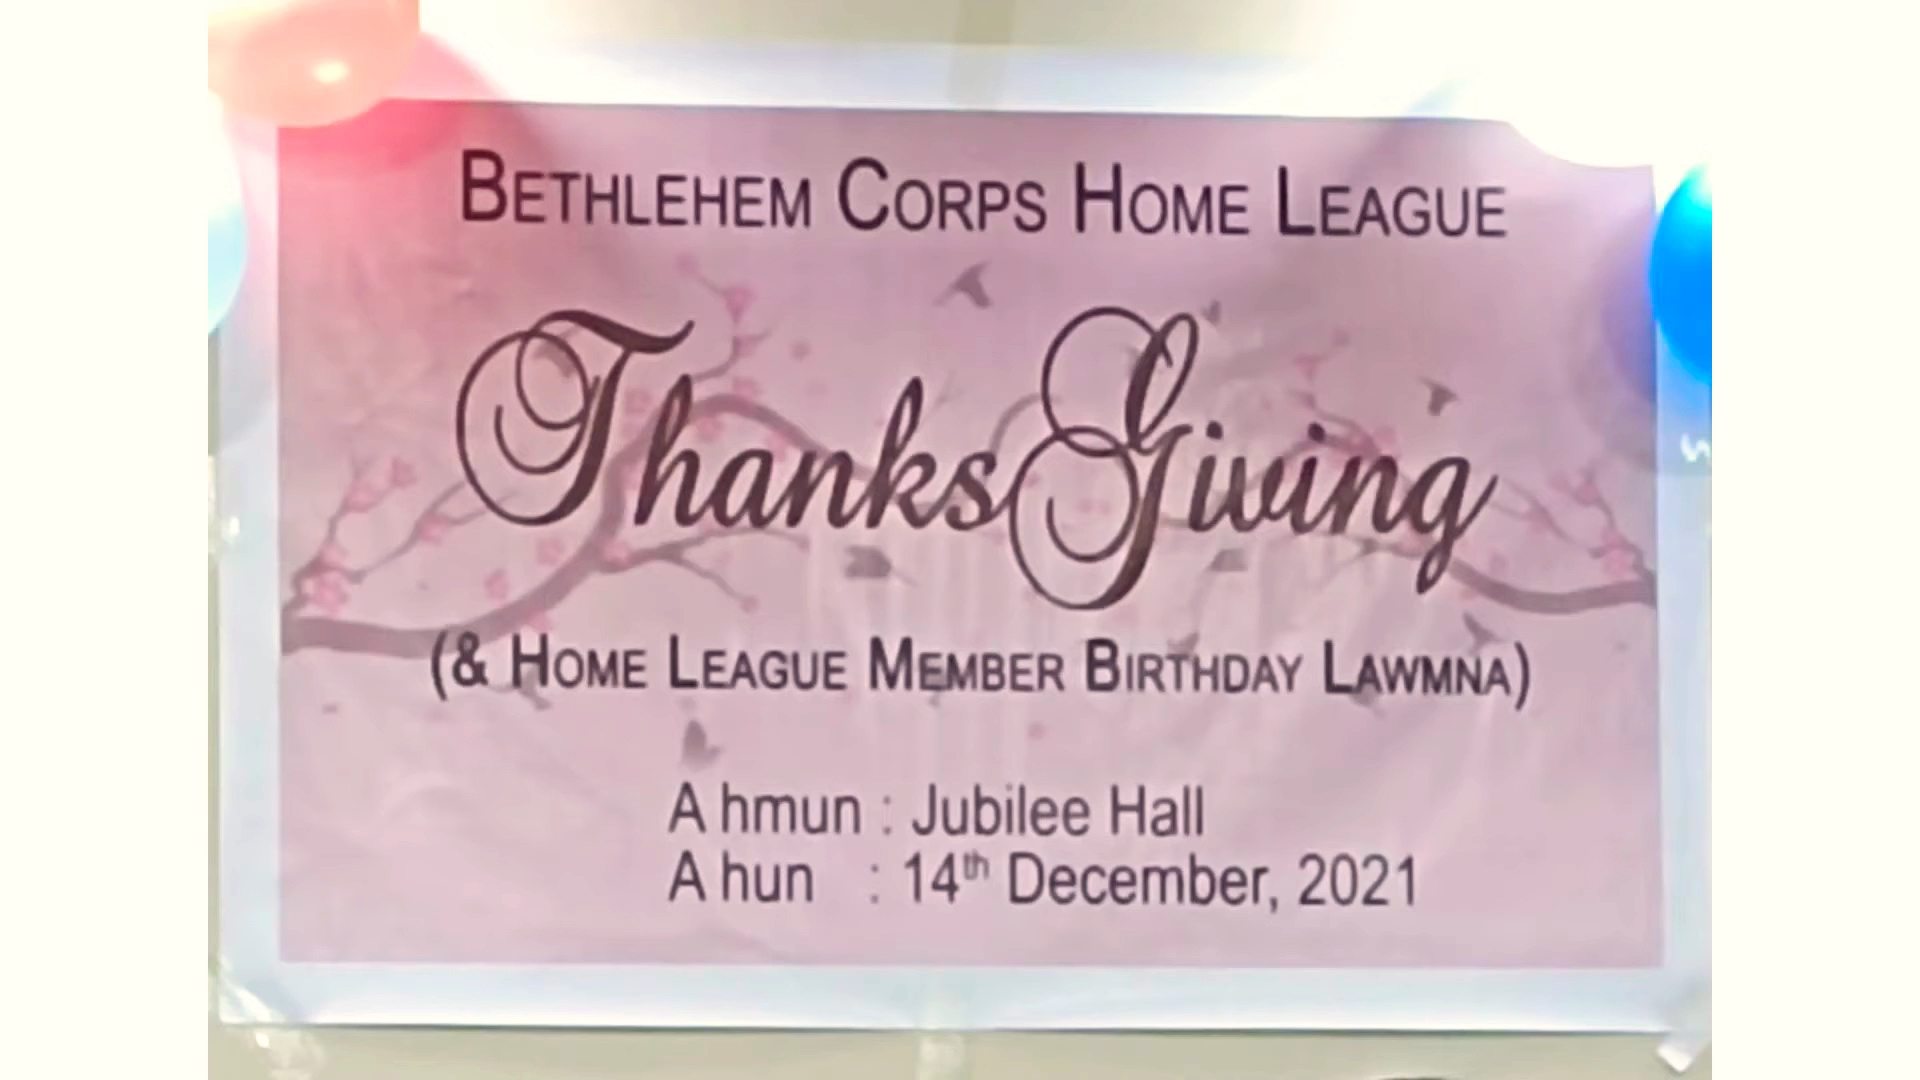 BETHLEHEM CORPS HOME LEAGUE
ThanksGiving
(& HOME LEAGUE MEMBER BIRTHDAY LAWMNA)
A hmun : Jubilee Hall
A hun : 14th December, 2021